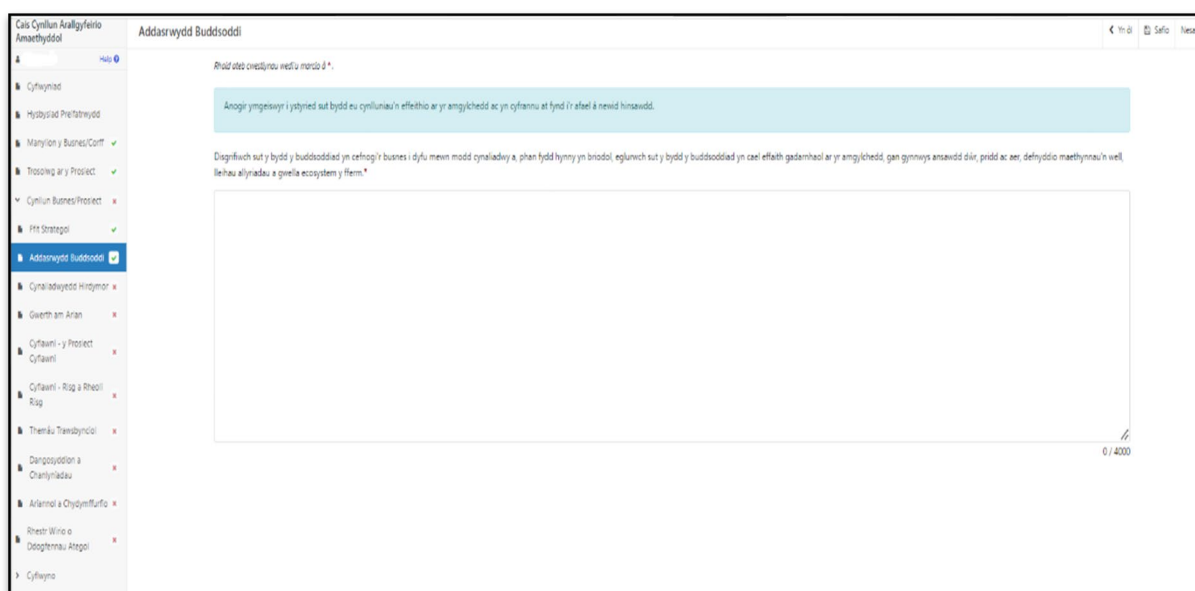 Cais Cynllun Arallgyfeirio
Amaethyddol
Help
Cyflwyniad
Hysbysiad Preifatrwydd
Manylion y Busnes/Corff
Trosolwg ar y Prosiect
Cynllun Busnes/Prosiect
Ffit Strategol
Addasrwydd Buddsoddi
Cynaliadwyedd Hirdymor
Gwerth am Arian
Cyflawni - y Prosiect
Cyflawni
Cyflawni - Risg a Rheoli
Risg
Themâu Trawsbynciol
Dangosyddion a
Chanlyniadau
Ariannol a Chydymffurfio
Rhestr Wirio o
Ddogfennau Ategol
Cyflwyno
Addasrwydd Buddsoddi
Yn ôl Safio
Rhaid ateb cwestiynau wedi'u marcio â *.
Anogir ymgeiswyr i ystyried sut bydd eu cynlluniau'n effeithio ar yr amgylchedd ac yn cyfrannu at fynd i'r afael â newid hinsawdd.
Disgrifiwch sut y bydd y buddsoddiad yn cefnogi'r busnes i dyfu mewn modd cynaliadwy a, phan fydd hynny yn briodol, eglurwch sut y bydd y buddsoddiad yn cael effaith gadarnhaol ar yr amgylchedd, gan gynnwys ansawdd dŵr, pridd ac aer, defnyddio maethynnau'n well,
lleihau allyriadau a gwella ecosystem y fferm.*
0 / 4000